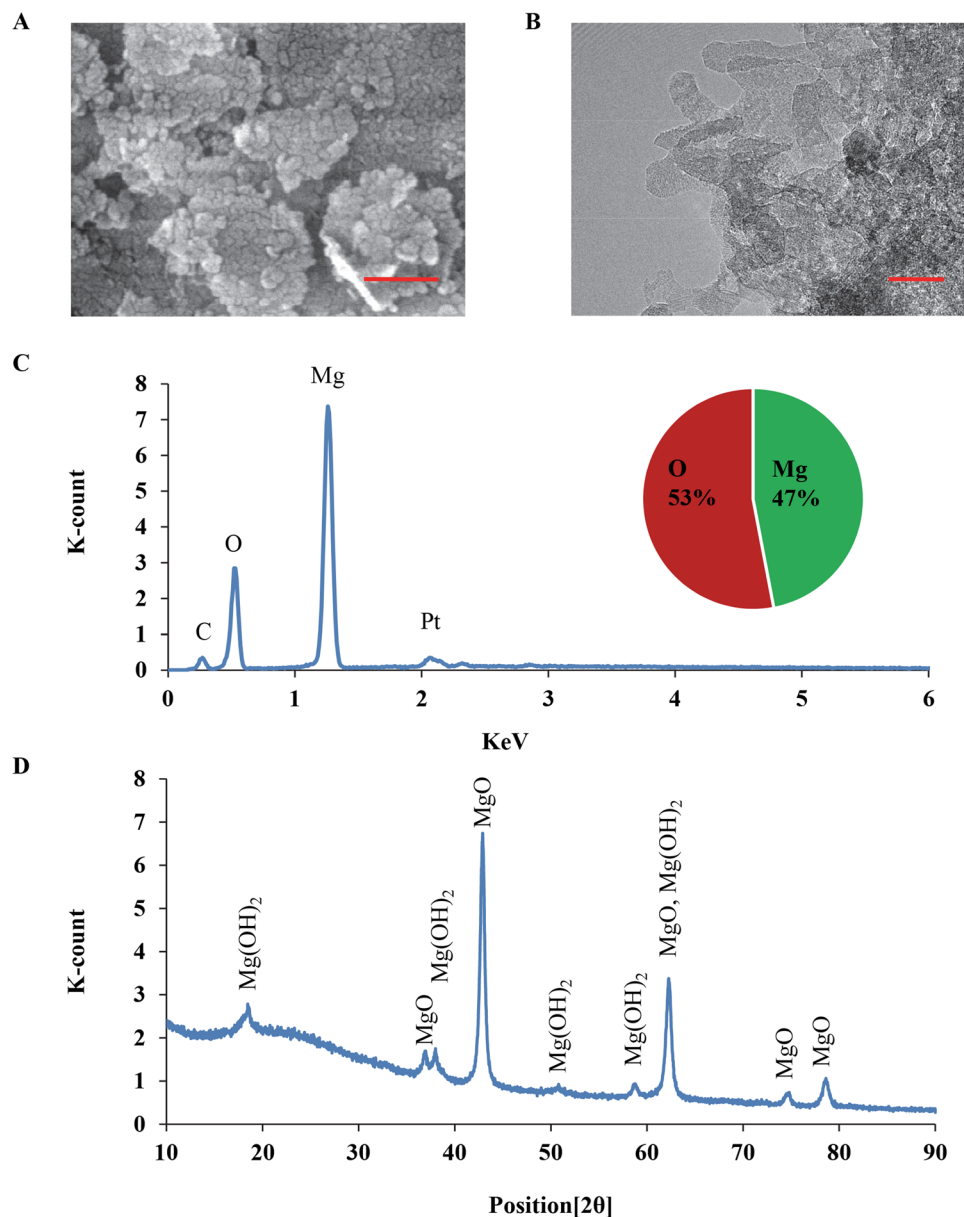 A
B
C
8
7
6
5
4
3
2
1
0
K-count
C
O
Mg
Pt
O
53%
Mg
47%
0 1 2 3 4 5 6
KeV
D
8
7
6
5
4
3
2
1
0
K-count
Mg(OH)₂
MgO
Mg(OH)₂
MgO
Mg(OH)₂
Mg(OH)₂
MgO, Mg(OH)₂
MgO
MgO
10 20 30 40 50 60 70 80 90
Position[2θ]